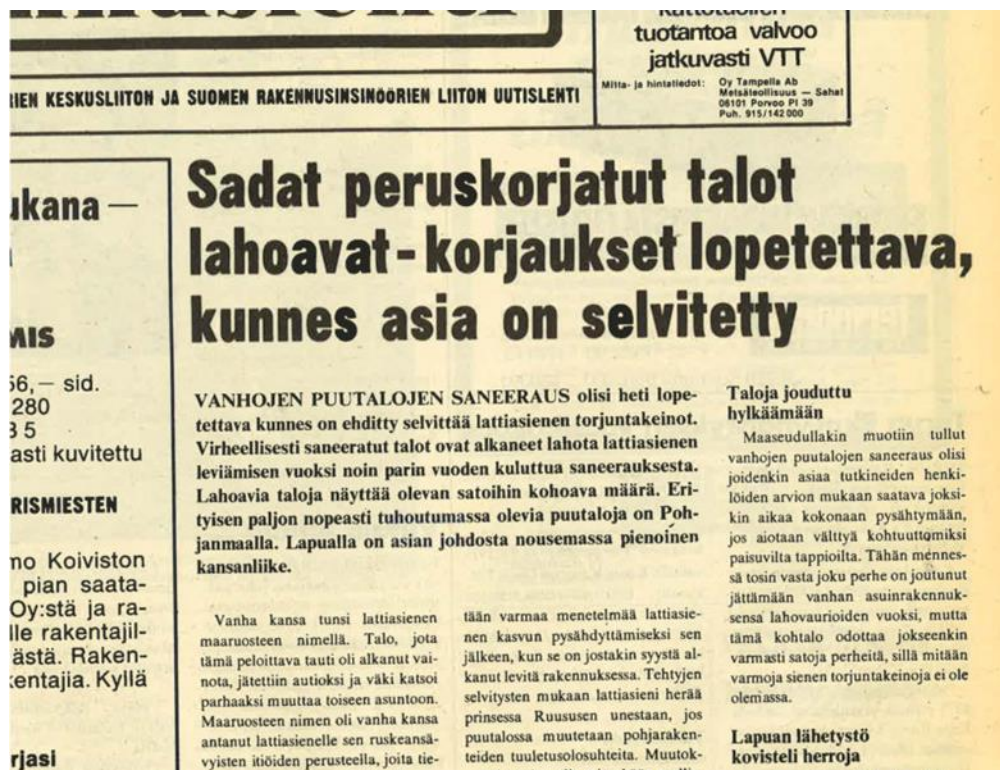 kattotuolien
tuotantoa valvoo
jatkuvasti VTT
Mitta- ja hintatiedot: Oy Tampella Ab
Metsäteollisuus — Sahat
06101 Porvoo Pl 39
Puh. 915/142 000
KESKUSLIITON JA SUOMEN RAKENNUSINSINÖÖRIEN LIITON UUTISLEHTI
ukana —
MIS
56,— sid.
280
3 5
asti kuvitettu
RISMIESTEN
mo Koiviston
pian saata-
Oy:stä ja ra-
lle rakentajil-
ästä. Raken-
kentajia. Kyllä
rjasi
Sadat peruskorjatut talot
lahoavat - korjaukset lopetettava,
kunnes asia on selvitetty
VANHOJEN PUUTALOJEN SANEERAUS olisi heti lope-
tettava kunnes on ehditty selvittää lattiasienen torjuntakeinot.
Virheellisesti saneeratut talot ovat alkaneet lahota lattiasienen
leviämisen vuoksi noin parin vuoden kuluttua saneerauksesta.
Lahoavia taloja näyttää olevan satoihin kohoava määrä. Eri-
tyisen paljon nopeasti tuhoutumassa olevia puutaloja on Poh-
janmaalla. Lapualla on asian johdosta nousemassa pienoinen
kansanliike.
Vanha kansa tunsi lattiasienen
maaruosteen nimellä. Talo, jota
tämä peloittava tauti oli alkanut vai-
nota, jätettiin autioksi ja väki katsoi
parhaaksi muuttaa toiseen asuntoon.
Maaruosteen nimen oli vanha kansa
antanut lattiasienelle sen ruskeansä-
vyisten itiöiden perusteella, joita tie-
tään varmaa menetelmää lattiasie-
nen kasvun pysähdyttämiseksi sen
jälkeen, kun se on jostakin syystä al-
kanut levitä rakennuksessa. Tehtyjen
selvitysten mukaan lattiasieni herää
prinsessa Ruususen unestaan, jos
puutalossa muutetaan pohjaraken-
teiden tuuletusolosuhteita. Muutok-
Taloja jouduttu
hylkäämään
Maaseudullakin muotiin tullut
vanhojen puutalojen saneeraus olisi
joidenkin asiaa tutkineiden henki-
löiden arvion mukaan saatava joksi-
kin aikaa kokonaan pysähtymään,
jos aiotaan välttyä kohtuuttomiksi
paisuvilta tappioilta. Tähän mennes-
sä tosin vasta joku perhe on joutunut
jättämään vanhan asuinrakennuk-
sensa lahovaurioiden vuoksi, mutta
tämä kohtalo odottaa jokseenkin
varmasti satoja perheitä, sillä mitään
varmoja sienen torjuntakeinoja ei ole
olemassa.
Lapuan lähetystö
kovisteli herroja